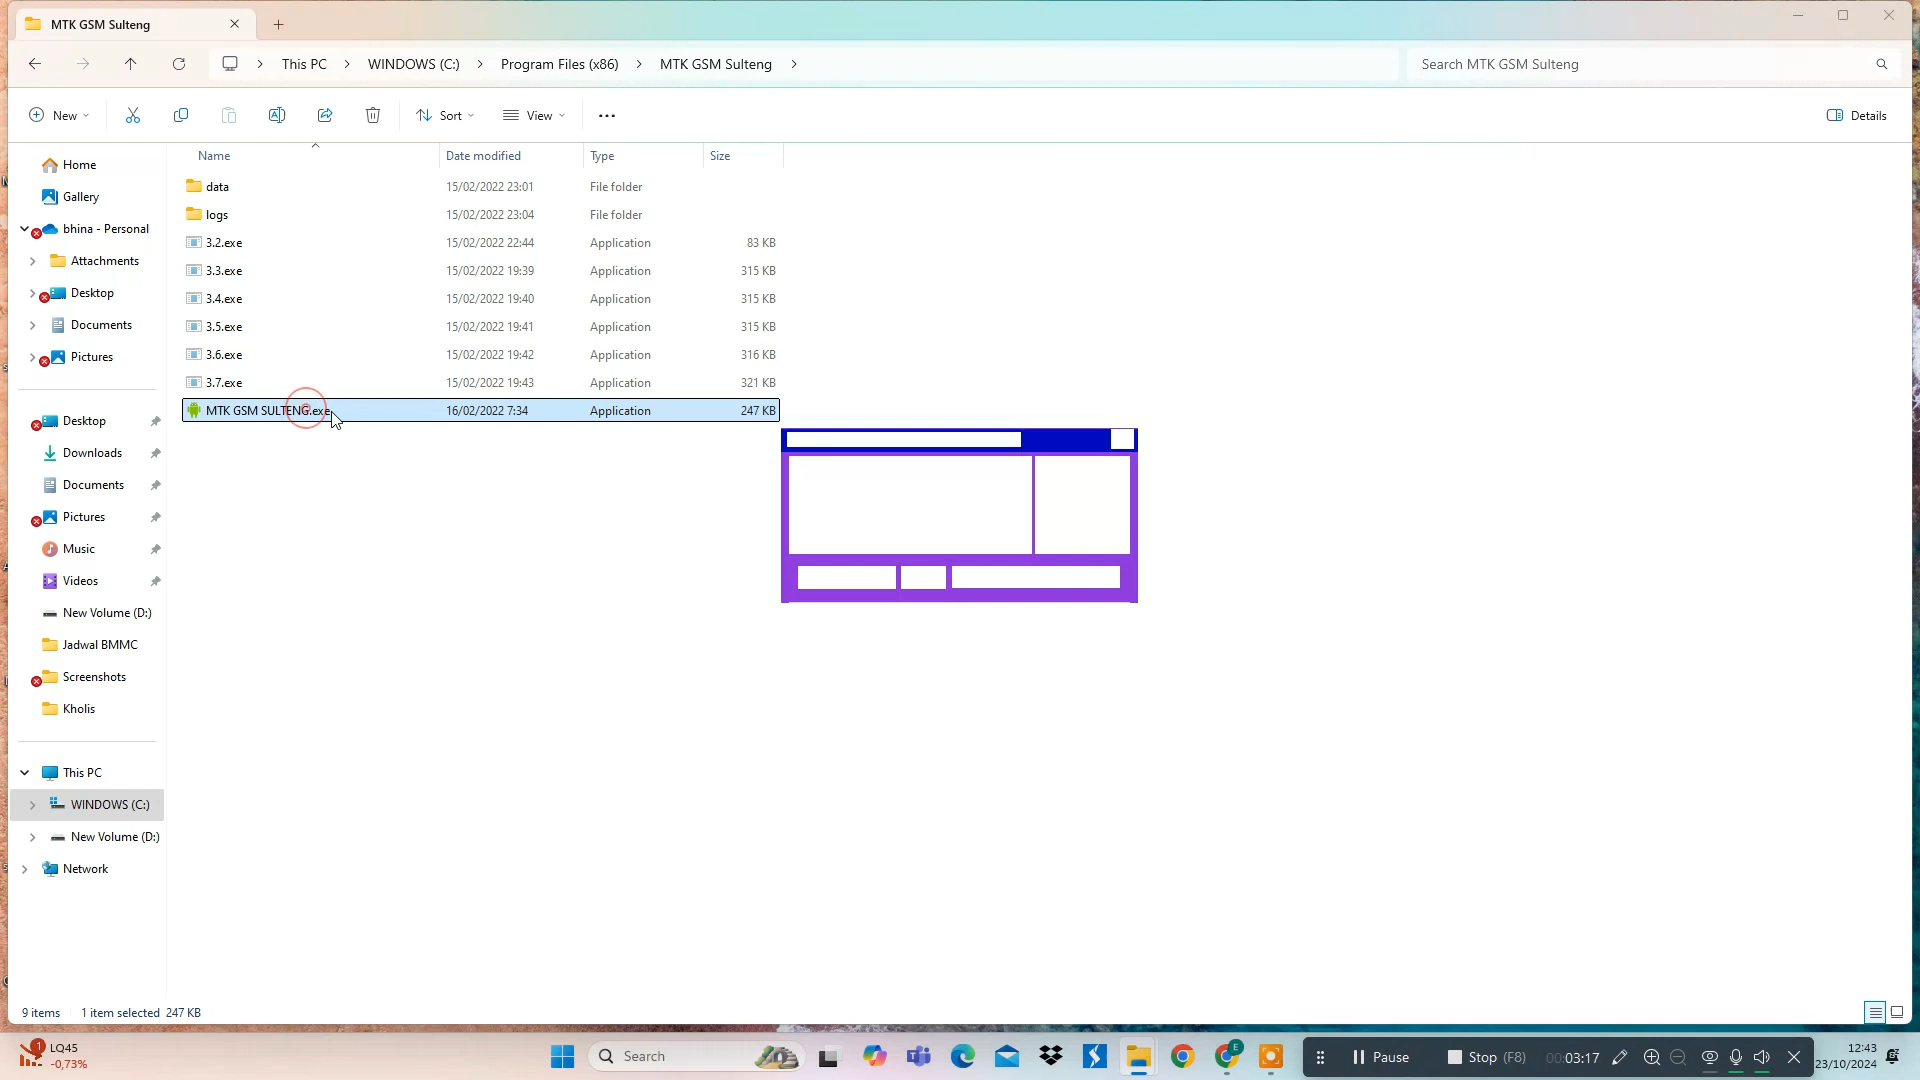 MTK GSM Sulteng
This PC
WINDOWS (C:)
Program Files (x86)
MTK GSM Sulteng
Search MTK GSM Sulteng
New
Sort
View
Details
Name
Date modified
Type
Size
data 15/02/2022 23:01 File folder
logs 15/02/2022 23:04 File folder
3.2.exe 15/02/2022 22:44 Application 83 KB
3.3.exe 15/02/2022 19:39 Application 315 KB
3.4.exe 15/02/2022 19:40 Application 315 KB
3.5.exe 15/02/2022 19:41 Application 315 KB
3.6.exe 15/02/2022 19:42 Application 316 KB
3.7.exe 15/02/2022 19:43 Application 321 KB
MTK GSM SULTENG.exe 16/02/2022 7:34 Application 247 KB
Home
Gallery
bhina - Personal
Attachments
Desktop
Documents
Pictures
Desktop
Downloads
Documents
Pictures
Music
Videos
New Volume (D:)
Jadwal BMMC
Screenshots
Kholis
This PC
WINDOWS (C:)
New Volume (D:)
Network
9 items
1 item selected 247 KB
1
LQ45
-0,73%
Search
E
Pause
Stop (F8)
00:03:17
12:43
23/10/2024